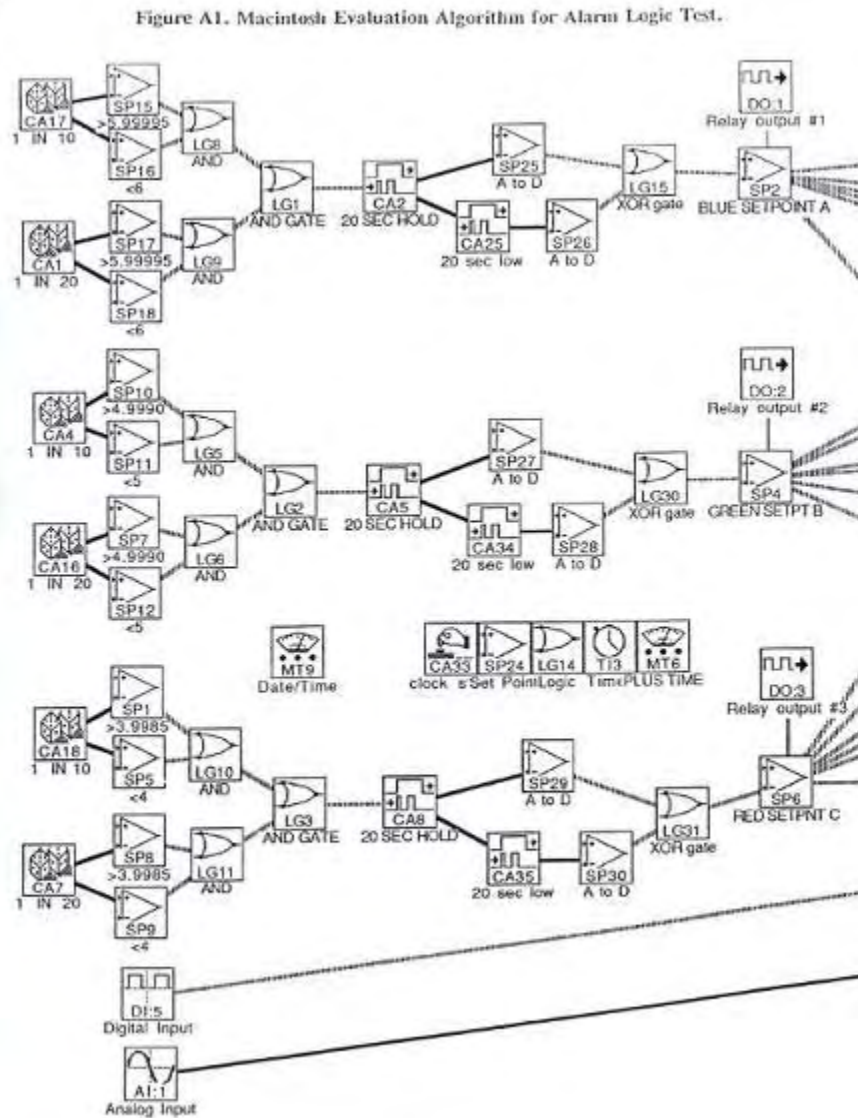 Figure A1. Macintosh Evaluation Algorithm for Alarm Logic Test.
CA17
1 IN 10
SP15
>5.99995
SP16
<6
LG8
AND
CA1
1 IN 20
SP17
>5.99995
SP18
<6
LG9
AND
LG1
AND GATE
CA2
20 SEC HOLD
SP25
A to D
CA25
20 sec low
SP26
A to D
LG15
XOR gate
DO:1
Relay output #1
SP2
BLUE SETPOINT A
CA4
1 IN 10
SP10
>4.9990
SP11
<5
LG5
AND
CA16
1 IN 20
SP7
>4.9990
SP12
<5
LG6
AND
LG2
AND GATE
CA5
20 SEC HOLD
SP27
A to D
CA34
20 sec low
SP28
A to D
LG30
XOR gate
DO:2
Relay output #2
SP4
GREEN SETPT B
MT9
Date/Time
CA33
SP24
LG14
TI3
MT6
clock s Set Point Logic Time PLUS TIME
CA18
1 IN 10
SP1
>3.9985
SP5
<4
LG10
AND
CA7
1 IN 20
SP8
>3.9985
SP9
<4
LG11
AND
LG3
AND GATE
CA8
20 SEC HOLD
SP29
A to D
CA35
20 sec low
SP30
A to D
LG31
XOR gate
DO:3
Relay output #3
SP6
RED SETPNT C
DI:5
Digital Input
AI:1
Analog Input